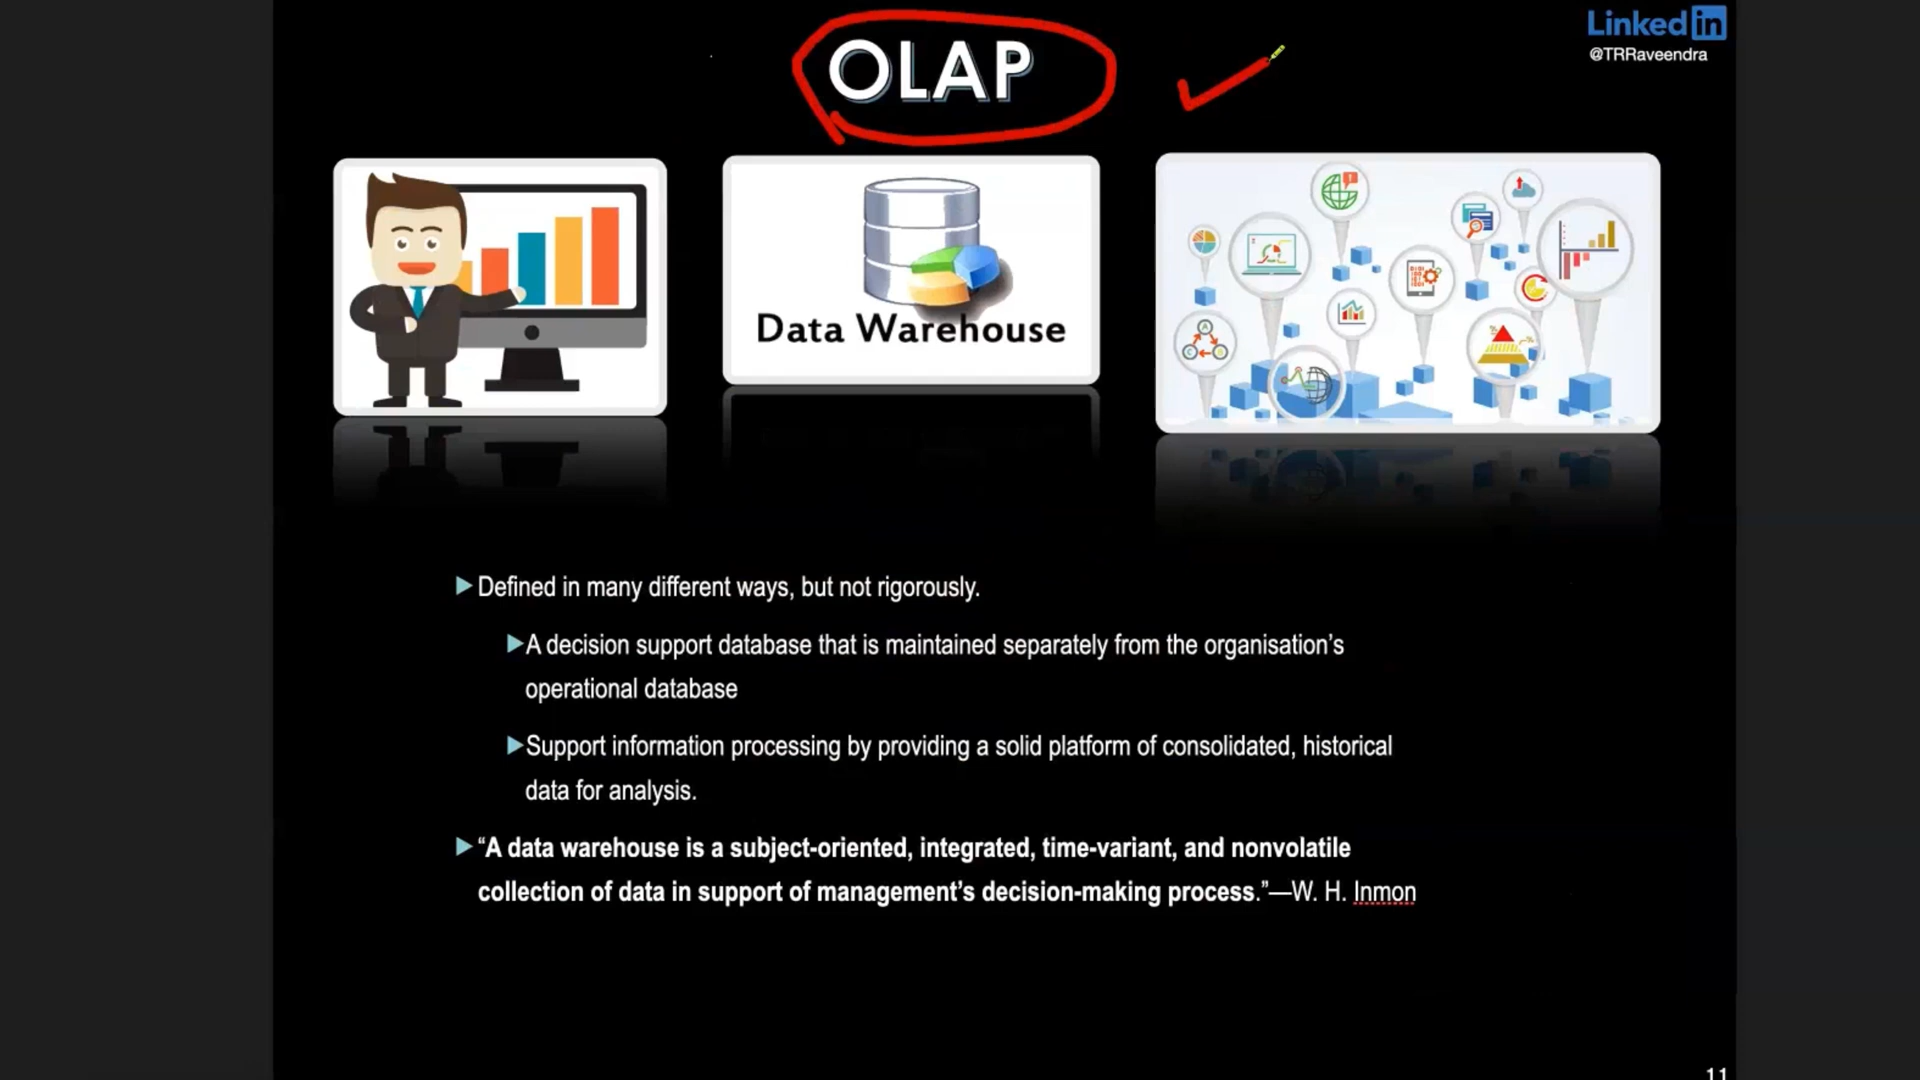 OLAP
Linked in
@TRRaveendra
Data Warehouse
Defined in many different ways, but not rigorously.
A decision support database that is maintained separately from the organisation’s
operational database
Support information processing by providing a solid platform of consolidated, historical
data for analysis.
“A data warehouse is a subject-oriented, integrated, time-variant, and nonvolatile
collection of data in support of management’s decision-making process.”—W. H. Inmon
11